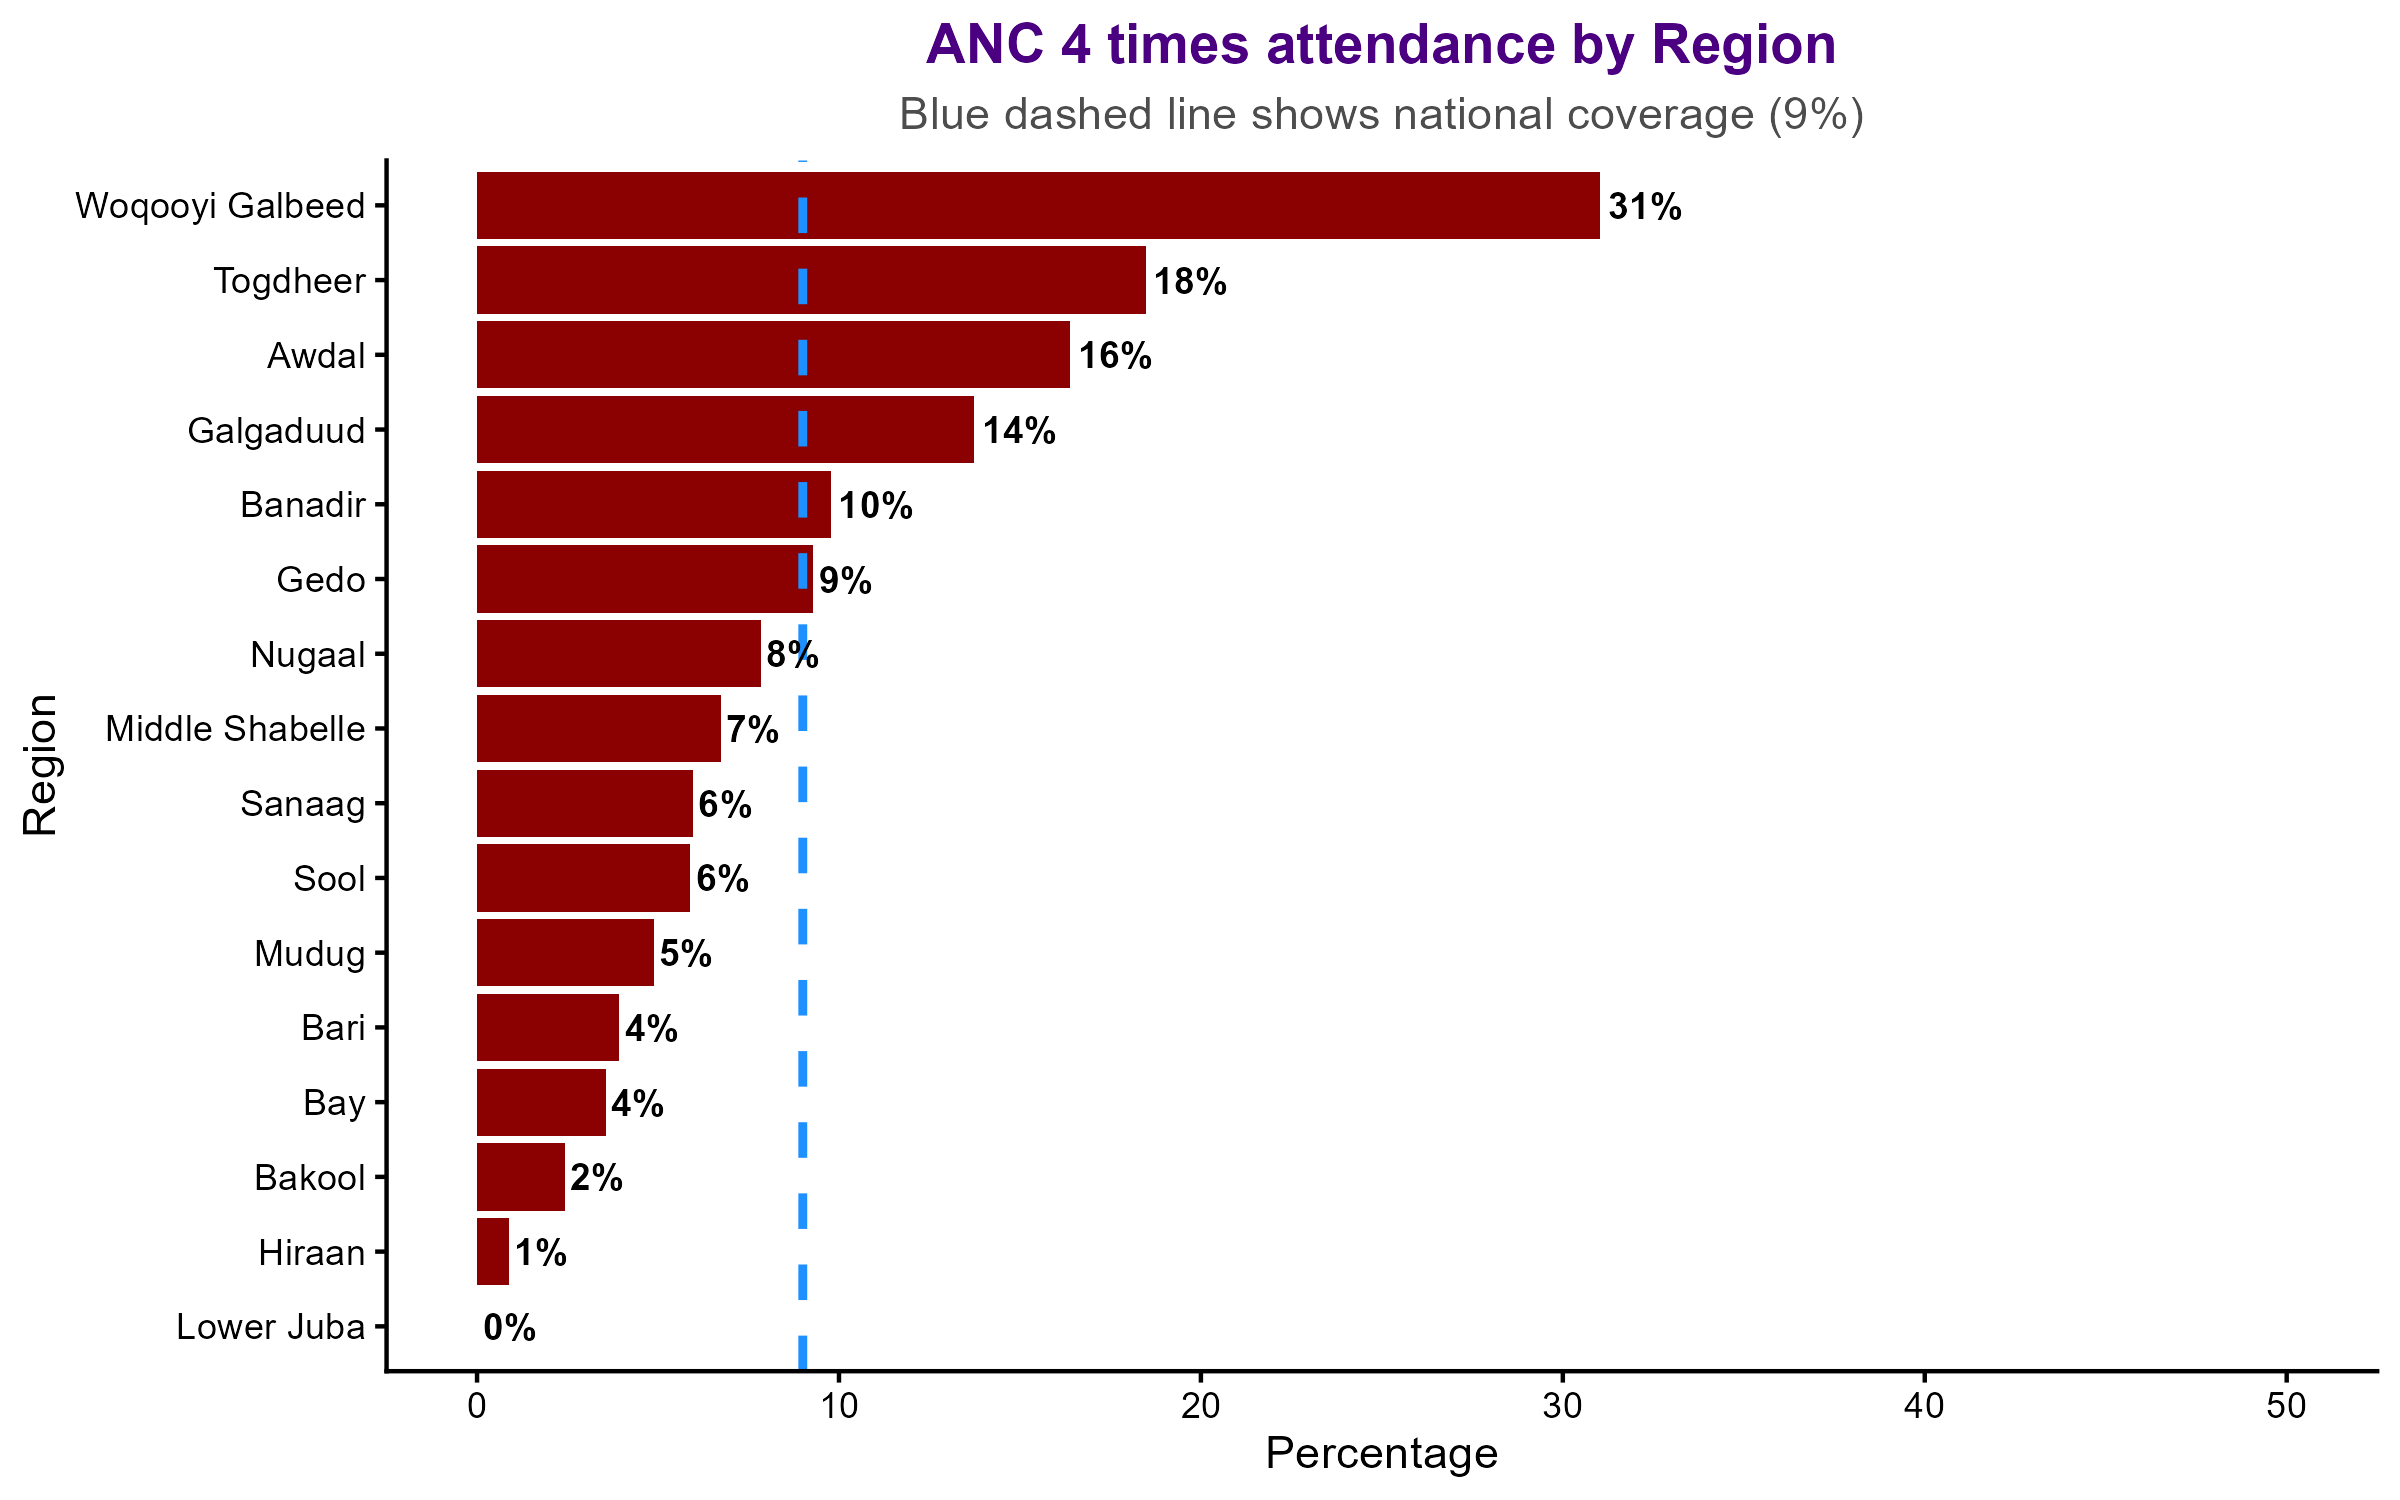 ANC 4 times attendance by Region
Blue dashed line shows national coverage (9%)
Woqooyi Galbeed 31%
Togdheer 18%
Awdal 16%
Galgaduud 14%
Banadir 10%
Gedo 9%
Nugaal 8%
Middle Shabelle 7%
Sanaag 6%
Sool 6%
Mudug 5%
Bari 4%
Bay 4%
Bakool 2%
Hiraan 1%
Lower Juba 0%
Region
0 10 20 30 40 50
Percentage